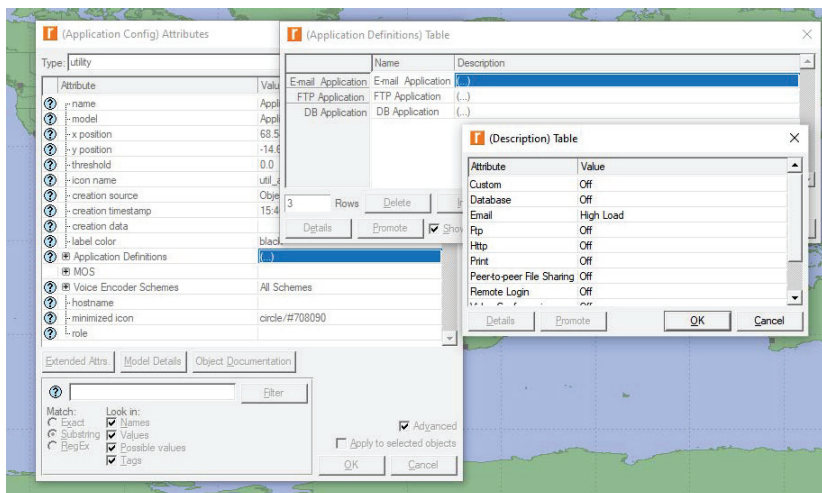 (Application Config) Attributes
Type: utility
Attribute
name
model
x position
68.5
y position
-14.6
threshold
0.0
icon name
util_a
creation source
Obje
creation timestamp
15:4
creation data
label color
black
Application Definitions
(...)
MOS
Voice Encoder Schemes
All Schemes
hostname
minimized icon
circle/#708090
role
Extended Attrs.
Model Details
Object Documentation
Filter
Match:
Look in:
Exact
Names
Substring
Values
RegEx
Possible values
Tags
Advanced
Apply to selected objects
OK
Cancel
(Application Definitions) Table
Name
Description
E-mail Application
E-mail Application
(...)
FTP Application
FTP Application
(...)
DB Application
DB Application
(...)
3
Rows
Delete
Details
Promote
(Description) Table
Attribute
Value
Custom
Off
Database
Off
Email
High Load
Ftp
Off
Http
Off
Print
Off
Peer-to-peer File Sharing
Off
Remote Login
Off
Details
Promote
OK
Cancel